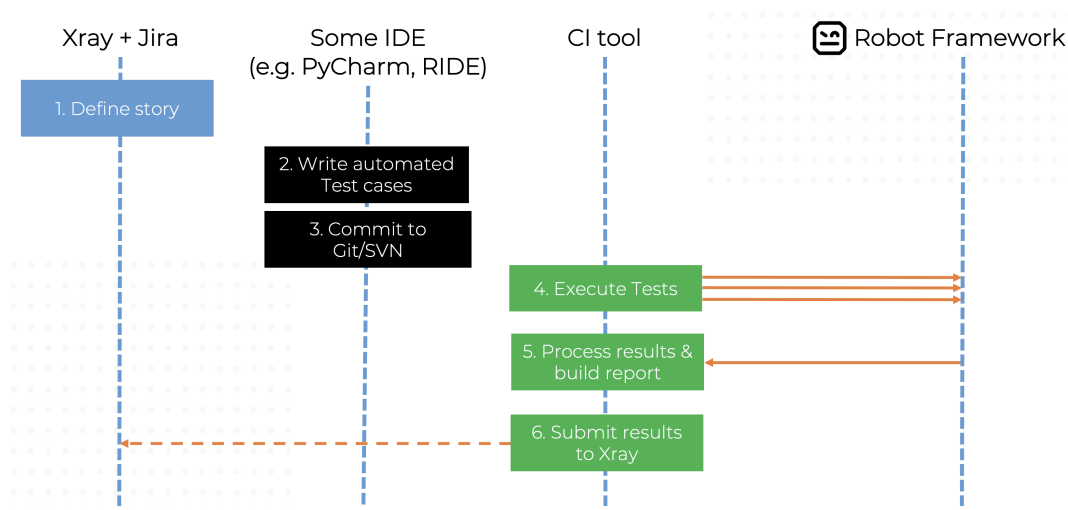 Xray + Jira
Some IDE
(e.g. PyCharm, RIDE)
CI tool
Robot Framework
1. Define story
2. Write automated
Test cases
3. Commit to
Git/SVN
4. Execute Tests
5. Process results &
build report
6. Submit results
to Xray